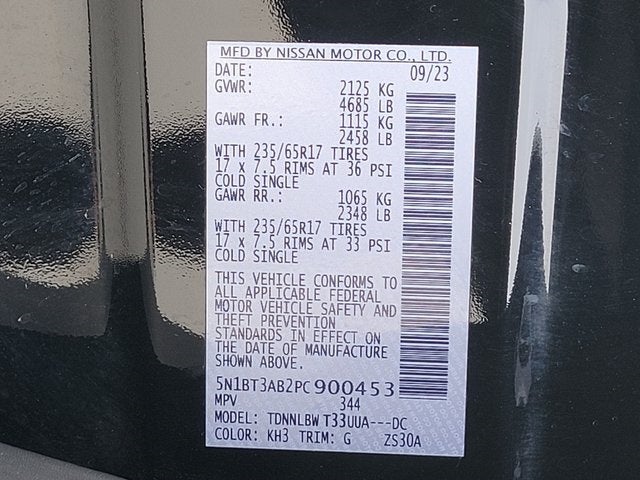 MFD BY NISSAN MOTOR CO., LTD.
DATE: 09/23
GVWR: 2125 KG
4685 LB
GAWR FR.: 1115 KG
2458 LB
WITH 235/65R17 TIRES
17 x 7.5 RIMS AT 36 PSI
COLD SINGLE
GAWR RR.: 1065 KG
2348 LB
WITH 235/65R17 TIRES
17 x 7.5 RIMS AT 33 PSI
COLD SINGLE
THIS VEHICLE CONFORMS TO
ALL APPLICABLE FEDERAL
MOTOR VEHICLE SAFETY AND
THEFT PREVENTION
STANDARDS IN EFFECT ON
THE DATE OF MANUFACTURE
SHOWN ABOVE.
5N1BT3AB2PC900453
MPV 344
MODEL: TDNNLBW T33UUA---DC
COLOR: KH3 TRIM: G ZS30A